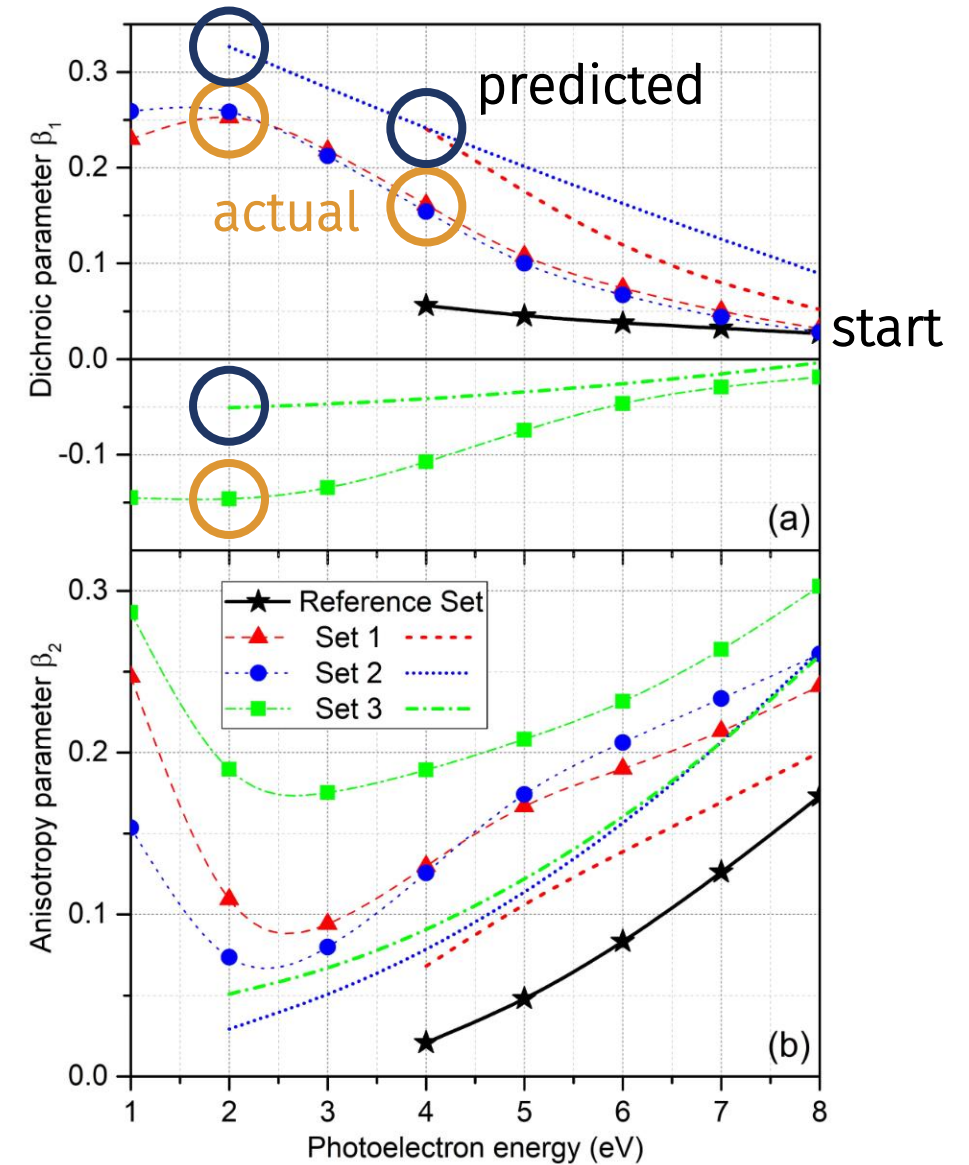 0.3
predicted
0.2
actual
0.1
start
0.0
-0.1
(a)
Dichroic parameter β₁
0.3
Reference Set
Set 1
Set 2
Set 3
0.2
0.1
0.0
(b)
Anisotropy parameter β₂
1 2 3 4 5 6 7 8
Photoelectron energy (eV)